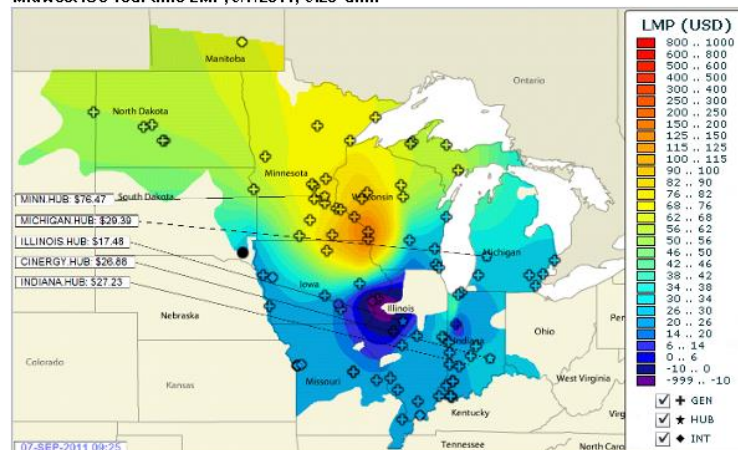 LMP (USD)
800 .. 1000
600 .. 800
500 .. 600
400 .. 500
300 .. 400
250 .. 300
200 .. 250
150 .. 200
125 .. 150
115 .. 125
100 .. 115
90 .. 100
82 .. 90
76 .. 82
68 .. 76
62 .. 68
56 .. 62
50 .. 56
46 .. 50
42 .. 46
38 .. 42
34 .. 38
30 .. 34
26 .. 30
20 .. 26
14 .. 20
6 .. 14
0 .. 6
-10 .. 0
-999 .. -10
GEN
HUB
INT
Manitoba
Ontario
North Dakota
Minnesota
Wisconsin
South Dakota
MINN.HUB: $76.47
MICHIGAN.HUB: $29.39
ILLINOIS.HUB: $17.48
CINERGY.HUB: $26.88
INDIANA.HUB: $27.23
Michigan
Iowa
Illinois
Nebraska
Indiana
Ohio
Colorado
Kansas
Missouri
West Virginia
Kentucky
Tennessee
07-SEP-2011 09:25